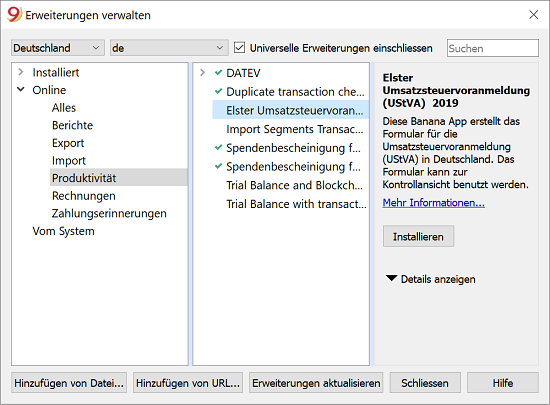 Erweiterungen verwalten
Deutschland
de
Universelle Erweiterungen einschliessen
Suchen
Installiert
Online
Alles
Berichte
Export
Import
Produktivität
Rechnungen
Zahlungserinnerungen
Vom System
DATEV
Duplicate transaction che...
Elster Umsatzsteuervoran...
Import Segments Transac...
Spendenbescheinigung f...
Spendenbescheinigung f...
Trial Balance and Blockch...
Trial Balance with transact...
Elster
Umsatzsteuervoranmeldung
(UStVA) 2019
Diese Banana App erstellt das
Formular für die
Umsatzsteuervoranmeldung
(UStVA) in Deutschland. Das
Formular kann zur
Kontrollansicht benutzt werden.
Mehr Informationen...
Installieren
Details anzeigen
Hinzufügen von Datei...
Hinzufügen von URL...
Erweiterungen aktualisieren
Schliessen
Hilfe